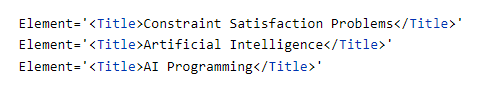 Element='<Title>Constraint Satisfaction Problems</Title>'
Element='<Title>Artificial Intelligence</Title>'
Element='<Title>AI Programming</Title>'